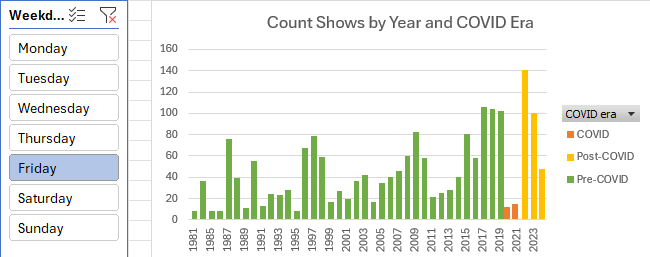 Weekd...
Monday
Tuesday
Wednesday
Thursday
Friday
Saturday
Sunday
Count Shows by Year and COVID Era
160
140
120
100
80
60
40
20
0
1981
1985
1987
1989
1991
1993
1995
1997
1999
2001
2003
2005
2007
2009
2011
2013
2015
2017
2019
2021
2023
COVID era
COVID
Post-COVID
Pre-COVID